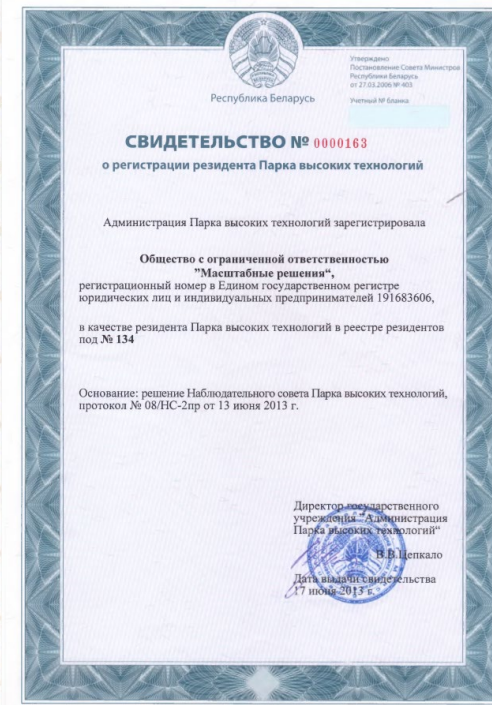 Утверждено
Постановление Совета Министров
Республики Беларусь
от 27.03.2006 № 403
Учетный № бланка
Республика Беларусь
СВИДЕТЕЛЬСТВО № 0000163
о регистрации резидента Парка высоких технологий
Администрация Парка высоких технологий зарегистрировала
Общество с ограниченной ответственностью
"Масштабные решения",
регистрационный номер в Едином государственном регистре
юридических лиц и индивидуальных предпринимателей 191683606,
в качестве резидента Парка высоких технологий в реестре резидентов
под № 134
Основание: решение Наблюдательного совета Парка высоких технологий,
протокол № 08/НС-2пр от 13 июня 2013 г.
Директор государственного
учреждения "Администрация
Парка высоких технологий"
В.В.Цепкало
Дата выдачи свидетельства
17 июня 2013 г.